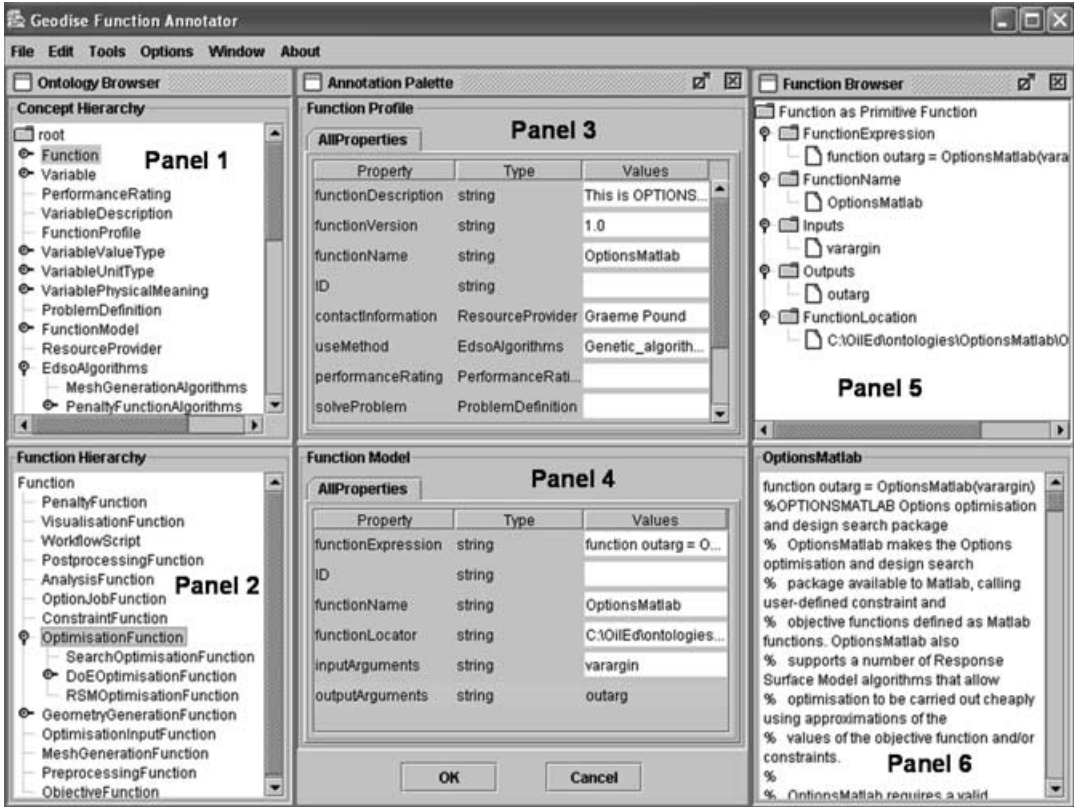 Geodise Function Annotator
File Edit Tools Options Window About
Ontology Browser
Concept Hierarchy
root
Function
Panel 1
Variable
PerformanceRating
VariableDescription
FunctionProfile
VariableValueType
VariableUnitType
VariablePhysicalMeaning
ProblemDefinition
FunctionModel
ResourceProvider
EdsoAlgorithms
MeshGenerationAlgorithms
PenaltyFunctionAlgorithms
Function Hierarchy
Function
PenaltyFunction
VisualisationFunction
WorkflowScript
PostprocessingFunction
AnalysisFunction
Panel 2
OptionJobFunction
ConstraintFunction
OptimisationFunction
SearchOptimisationFunction
DoEOptimisationFunction
RSMOptimisationFunction
GeometryGenerationFunction
OptimisationInputFunction
MeshGenerationFunction
PreprocessingFunction
ObjectiveFunction
Annotation Palette
Function Profile
Panel 3
AllProperties
Property Type Values
functionDescription string This is OPTIONS...
functionVersion string 1.0
functionName string OptionsMatlab
ID string
contactInformation ResourceProvider Graeme Pound
useMethod EdsoAlgorithms Genetic_algorith...
performanceRating PerformanceRati...
solveProblem ProblemDefinition
Function Model
Panel 4
AllProperties
Property Type Values
functionExpression string function outarg = O...
ID string
functionName string OptionsMatlab
functionLocator string C:\OilEd\ontologies...
inputArguments string varargin
outputArguments string outarg
OK Cancel
Function Browser
Function as Primitive Function
FunctionExpression
function outarg = OptionsMatlab(vara
FunctionName
OptionsMatlab
Inputs
varargin
Outputs
outarg
FunctionLocation
C:\OilEd\ontologies\OptionsMatlab\O
Panel 5
OptionsMatlab
function outarg = OptionsMatlab(varargin)
%OPTIONSMATLAB Options optimisation
and design search package
% OptionsMatlab makes the Options
optimisation and design search
% package available to Matlab, calling
user-defined constraint and
% objective functions defined as Matlab
functions. OptionsMatlab also
% supports a number of Response
Surface Model algorithms that allow
% optimisation to be carried out cheaply
using approximations of the
% values of the objective function and/or
constraints.
Panel 6
%
% OptionsMatlab requires a valid